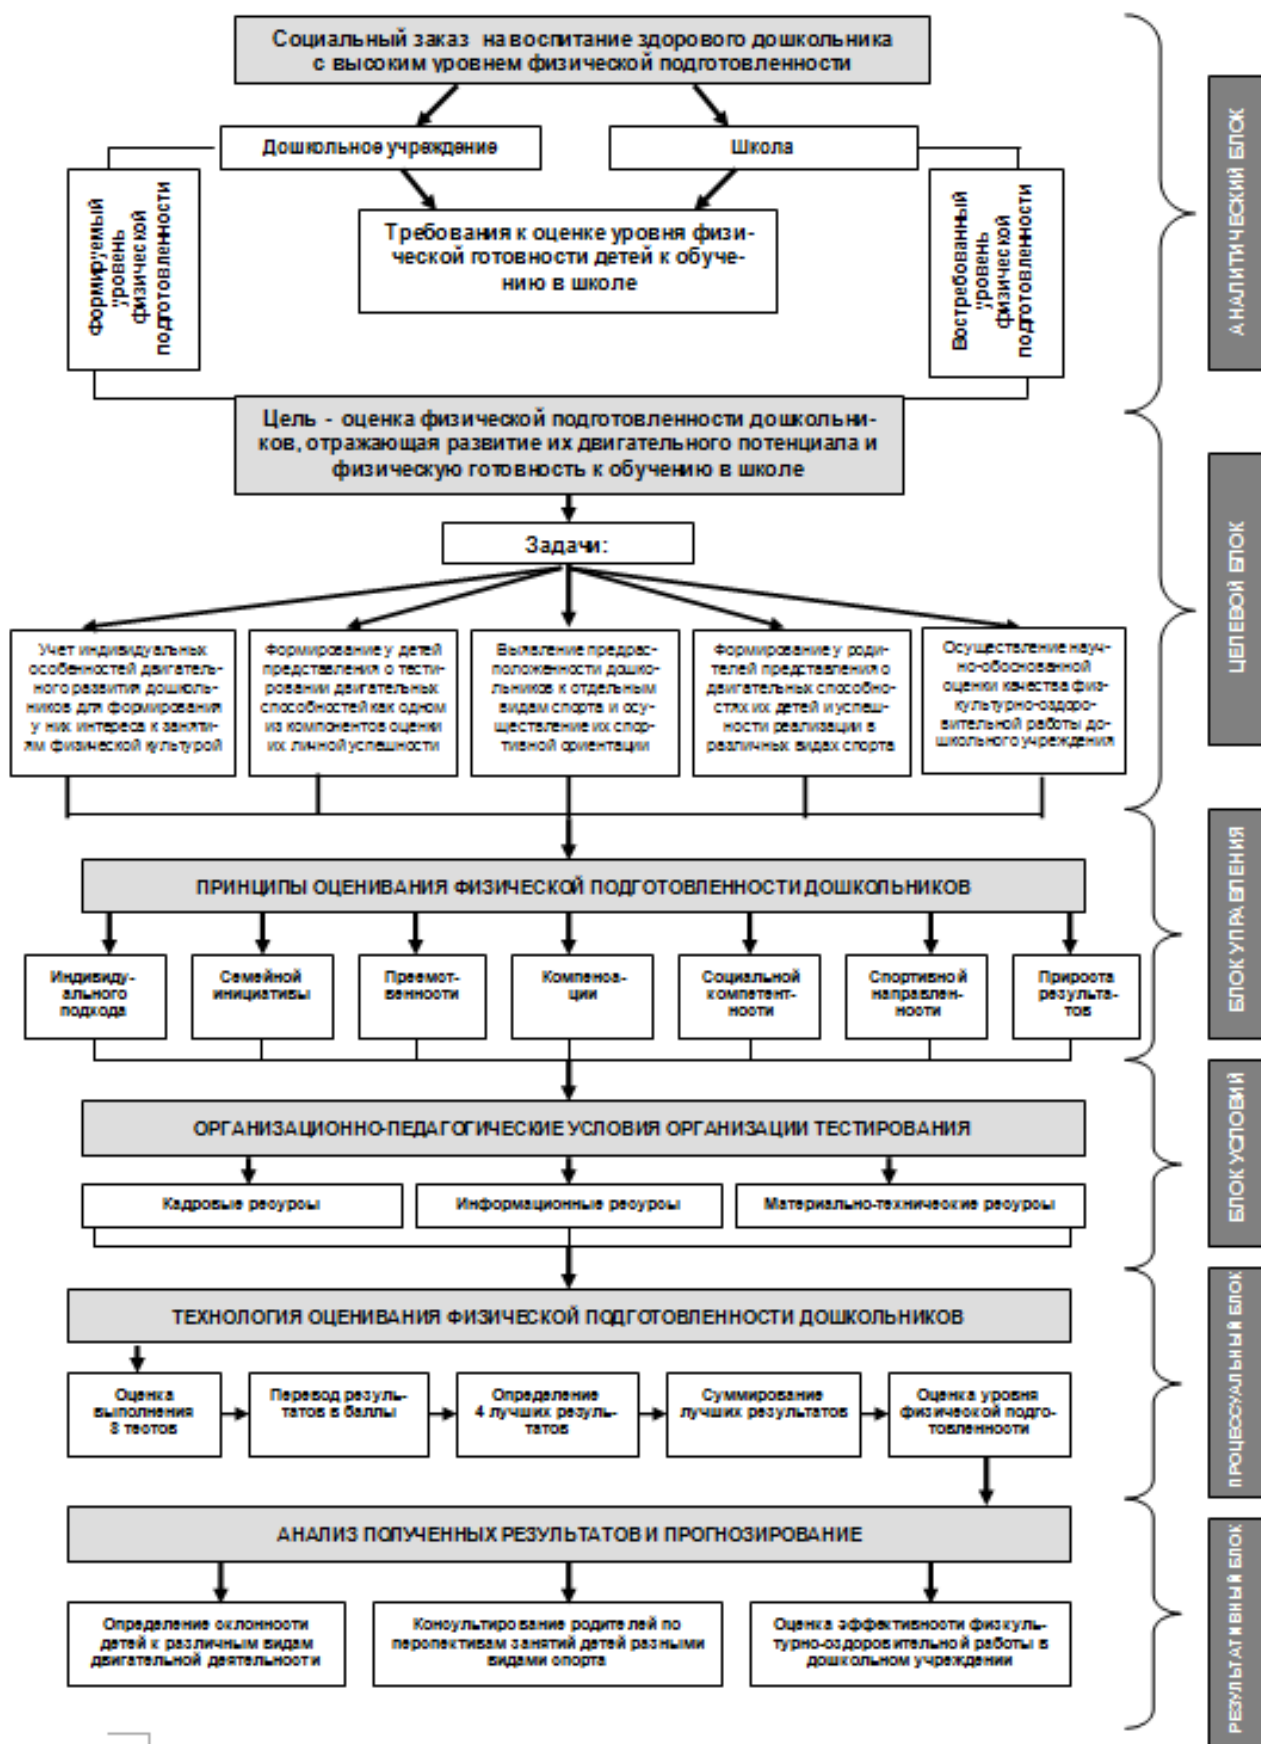 Социальный заказ на воспитание здорового дошкольника
с высоким уровнем физической подготовленности
Дошкольное учреждение
Школа
Формируемый
уровень
физической
подготовленности
Требования к оценке уровня физи-
ческой готовности детей к обуче-
нию в школе
Востребованный
уровень
физической
подготовленности
АНАЛИТИЧЕСКИЙ БЛОК
Цель - оценка физической подготовленности дошкольни-
ков, отражающая развитие их двигательного потенциала и
физическую готовность к обучению в школе
Задачи:
Учет индивидуальных
особенностей двигатель-
ного развития дошколь-
ников для формирования
у них интереса к заняти-
ям физической культурой
Формирование у детей
представления о тести-
ровании двигательных
способностей как одном
из компонентов оценки
их личной успешности
Выявление предрас-
положенности дошко-
льников к отдельным
видам спорта и осу-
ществление их спор-
тивной ориентации
Формирование у роди-
телей представления о
двигательных способно-
стях их детей и успеш-
ности реализации в
различных видах спорта
Осуществление науч-
но-обоснованной
оценки качества физ-
культурно-оздоро-
вительной работы до-
школьного учреждения
ЦЕЛЕВОЙ БЛОК
ПРИНЦИПЫ ОЦЕНИВАНИЯ ФИЗИЧЕСКОЙ ПОДГОТОВЛЕННОСТИ ДОШКОЛЬНИКОВ
Индивиду-
ального
подхода
Семейной
инициативы
Преемст-
венности
Компенса-
ции
Социальной
компетент-
ности
Спортивной
направлен-
ности
Прироста
результа-
тов
БЛОК УПРАВЛЕНИЯ
ОРГАНИЗАЦИОННО-ПЕДАГОГИЧЕСКИЕ УСЛОВИЯ ОРГАНИЗАЦИИ ТЕСТИРОВАНИЯ
Кадровые ресурсы
Информационные ресурсы
Материально-технические ресурсы
БЛОК УСЛОВИЙ
ТЕХНОЛОГИЯ ОЦЕНИВАНИЯ ФИЗИЧЕСКОЙ ПОДГОТОВЛЕННОСТИ ДОШКОЛЬНИКОВ
Оценка
выполнения
8 тестов
Перевод резуль-
татов в баллы
Определение
4 лучших резуль-
татов
Суммирование
лучших результатов
Оценка уровня
физической подго-
товленности
ПРОЦЕССУАЛЬНЫЙ БЛОК
АНАЛИЗ ПОЛУЧЕННЫХ РЕЗУЛЬТАТОВ И ПРОГНОЗИРОВАНИЕ
Определение склонности
детей к различным видам
двигательной деятельности
Консультирование родителей по
перспективам занятий детей разными
видами спорта
Оценка эффективности физкуль-
турно-оздоровительной работы в
дошкольном учреждении
РЕЗУЛЬТАТИВНЫЙ БЛОК